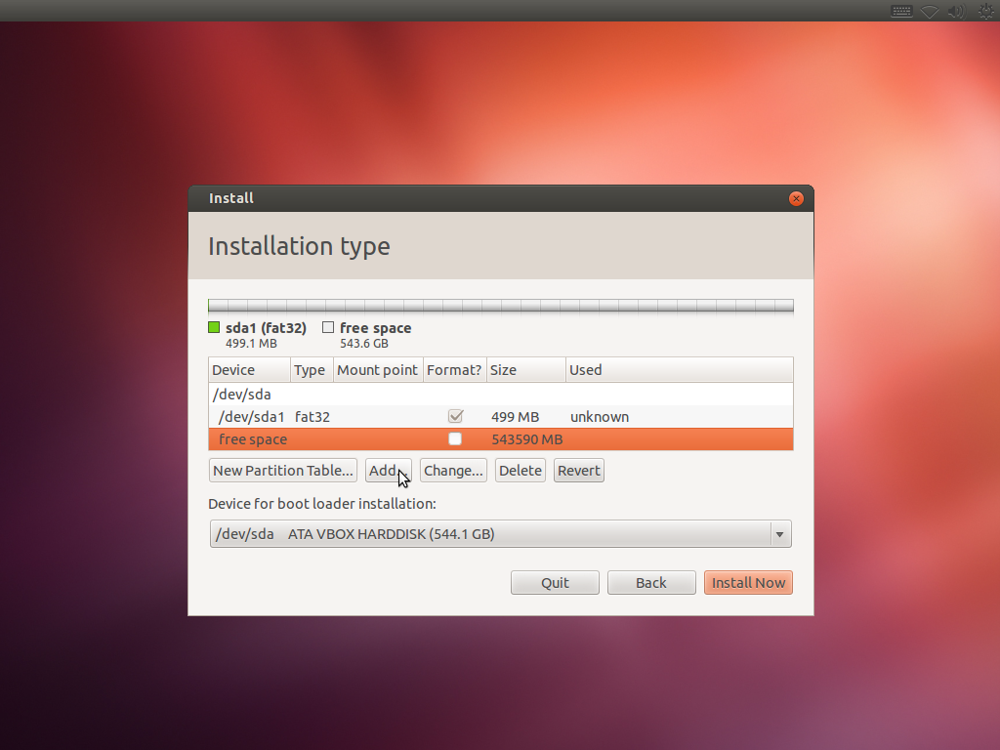 Install
Installation type
sda1 (fat32) free space
499.1 MB 543.6 GB
Device Type Mount point Format? Size Used
/dev/sda
/dev/sda1 fat32 499 MB unknown
free space 543590 MB
New Partition Table... Add... Change... Delete Revert
Device for boot loader installation:
/dev/sda ATA VBOX HARDDISK (544.1 GB)
Quit Back Install Now